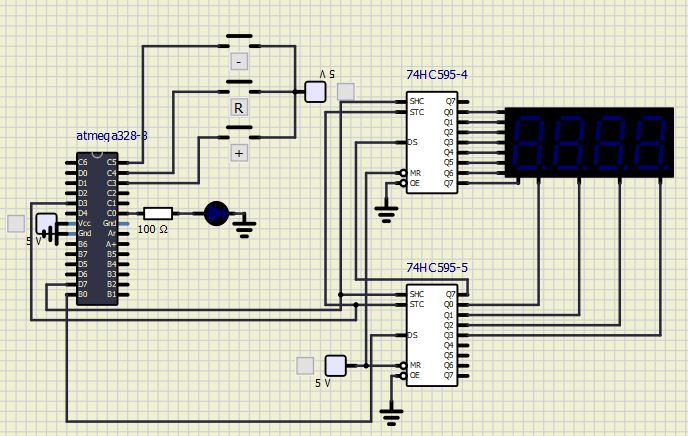 74HC595-4
-
5 V
R
+
SHC Q7
STC Q0
Q1
Q2
DS Q3
Q4
Q5
MR Q6
OE Q7
atmega328-3
C6 C5
D0 C4
D1 C3
D2 C2
D3 C1
D4 C0
Vcc Gnd
Gnd Ar
B6 A+
B7 B5
D5 B4
D6 B3
D7 B2
B0 B1
100 Ω
5 V
74HC595-5
SHC Q7
STC Q0
Q1
Q2
DS Q3
Q4
Q5
MR Q6
OE Q7
5 V